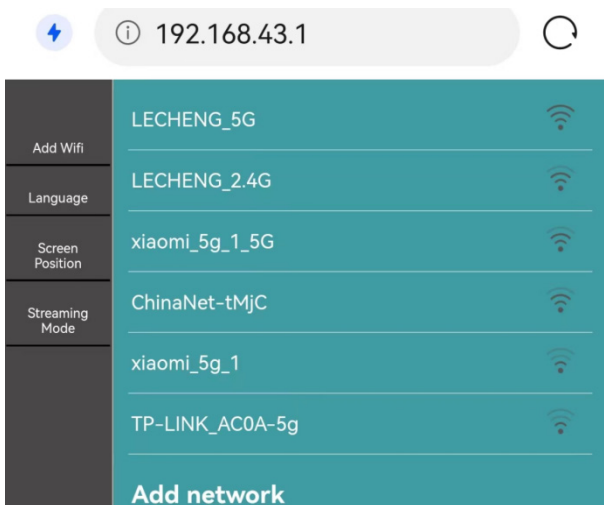 192.168.43.1
Add Wifi
Language
Screen
Position
Streaming
Mode
LECHENG_5G
LECHENG_2.4G
xiaomi_5g_1_5G
ChinaNet-tMjC
xiaomi_5g_1
TP-LINK_AC0A-5g
Add network